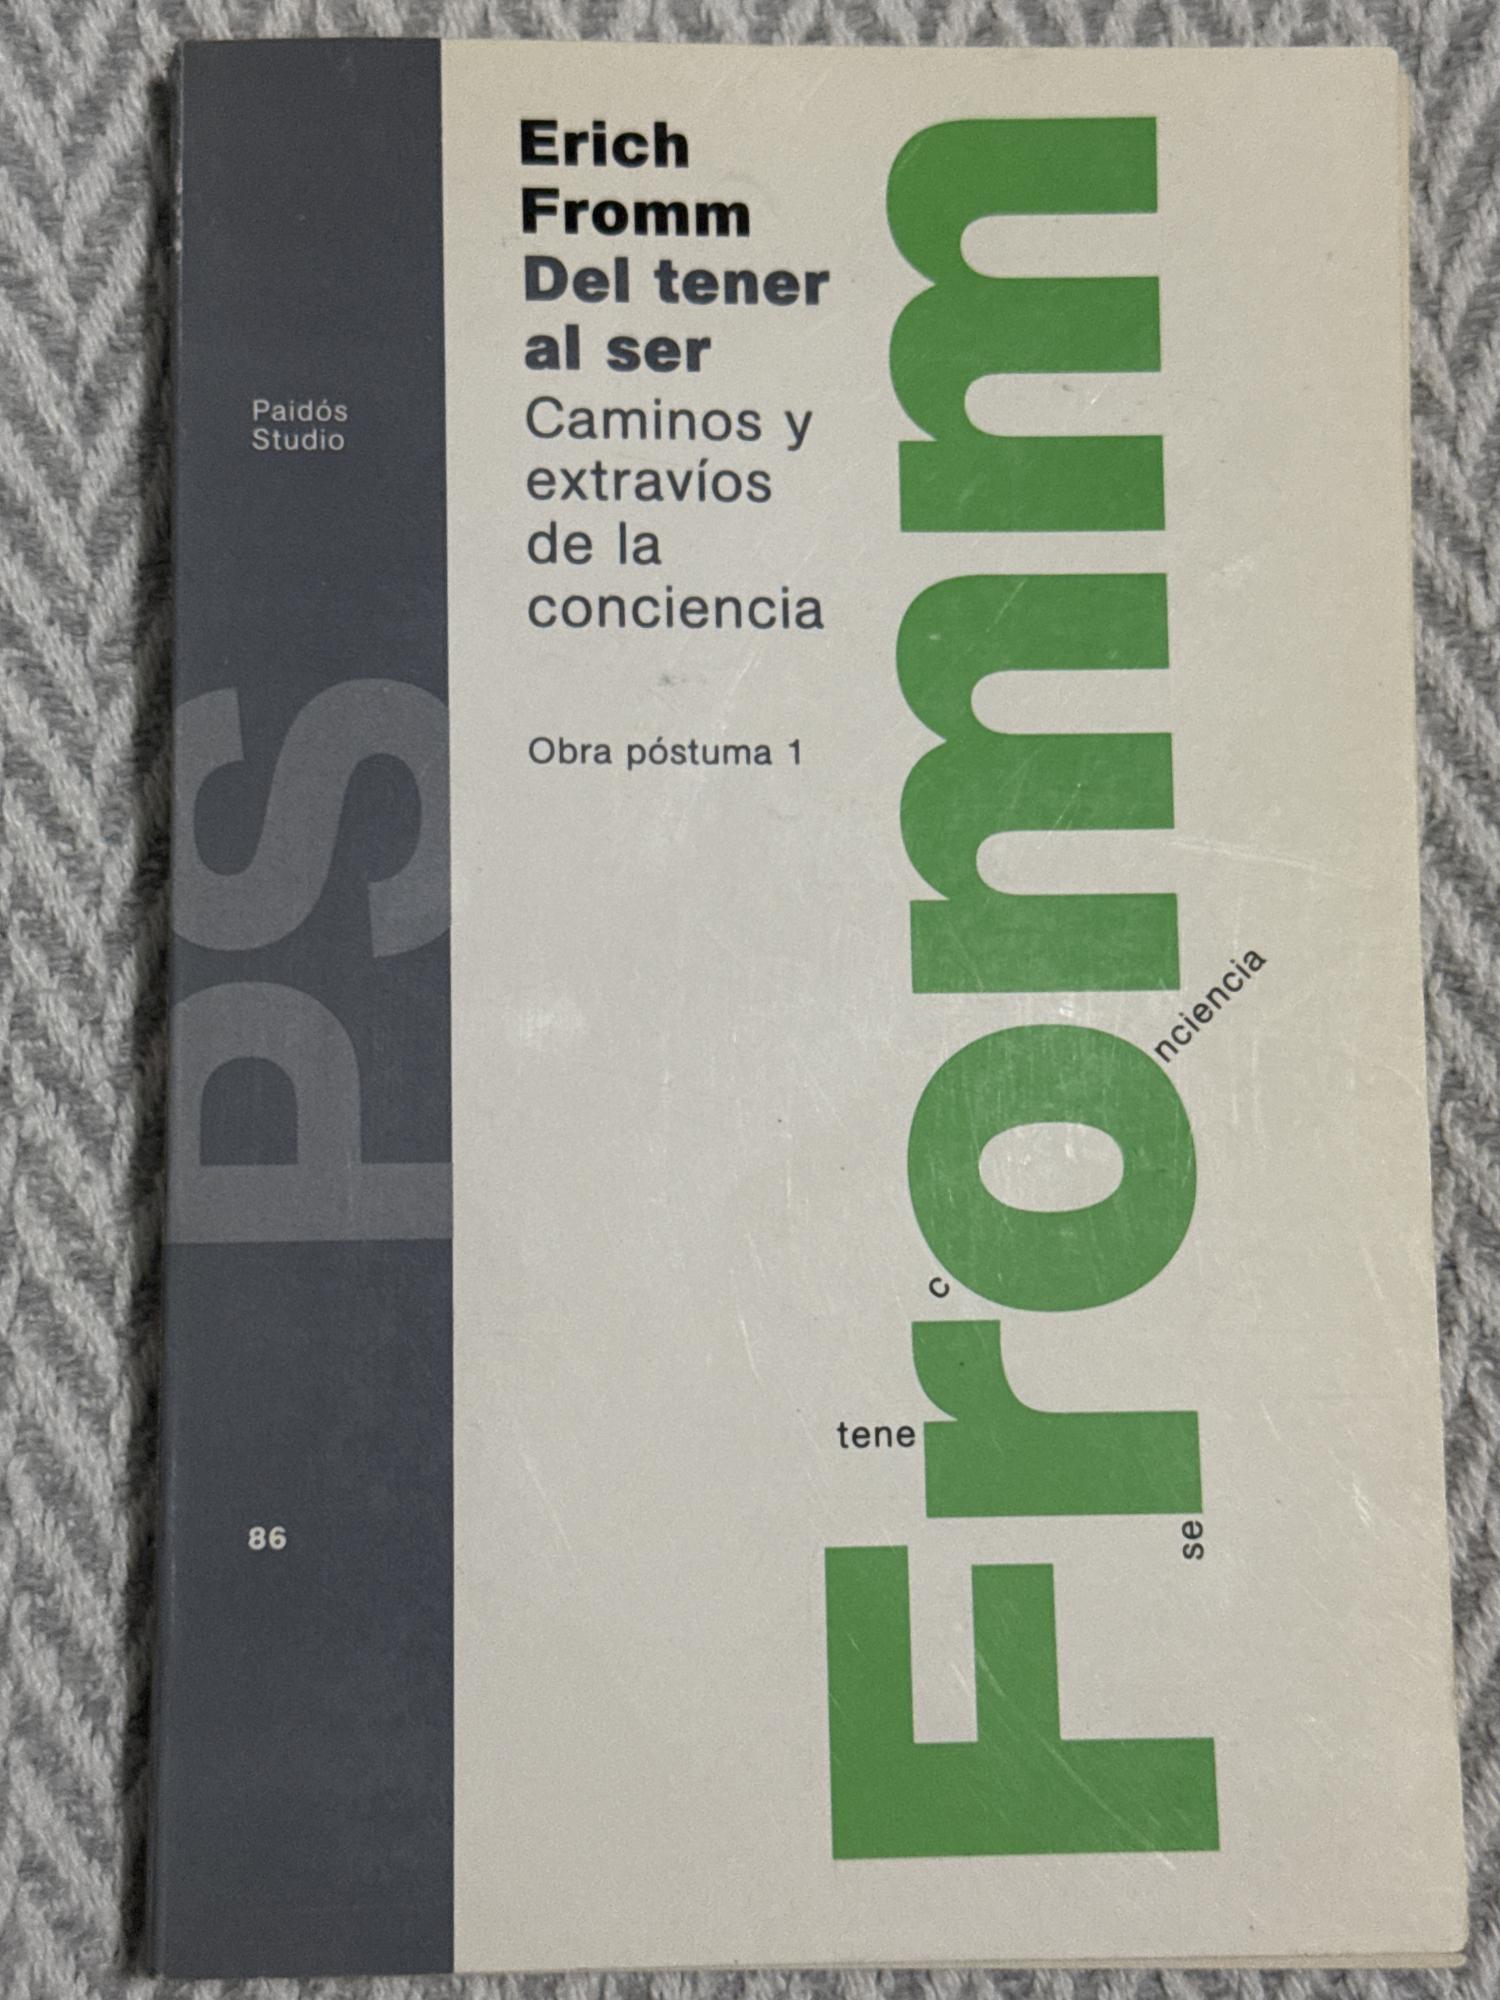 Erich
Fromm
Del tener
al ser
Caminos y
extravíos
de la
conciencia
Obra póstuma 1
Paidós
Studio
PS
86
Fromm
tene
se
c
nciencia